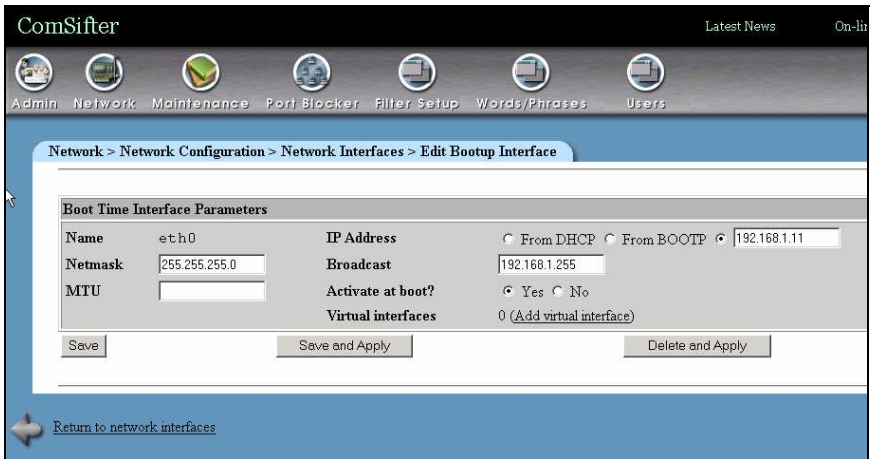 ComSifter
Latest News On-lin
Admin Network Maintenance Port Blocker Filter Setup Words/Phrases Users
Network > Network Configuration > Network Interfaces > Edit Bootup Interface
Boot Time Interface Parameters
Name eth0 IP Address From DHCP From BOOTP 192.168.1.11
Netmask 255.255.255.0 Broadcast 192.168.1.255
MTU Activate at boot? Yes No
Virtual interfaces 0 (Add virtual interface)
Save Save and Apply Delete and Apply
Return to network interfaces